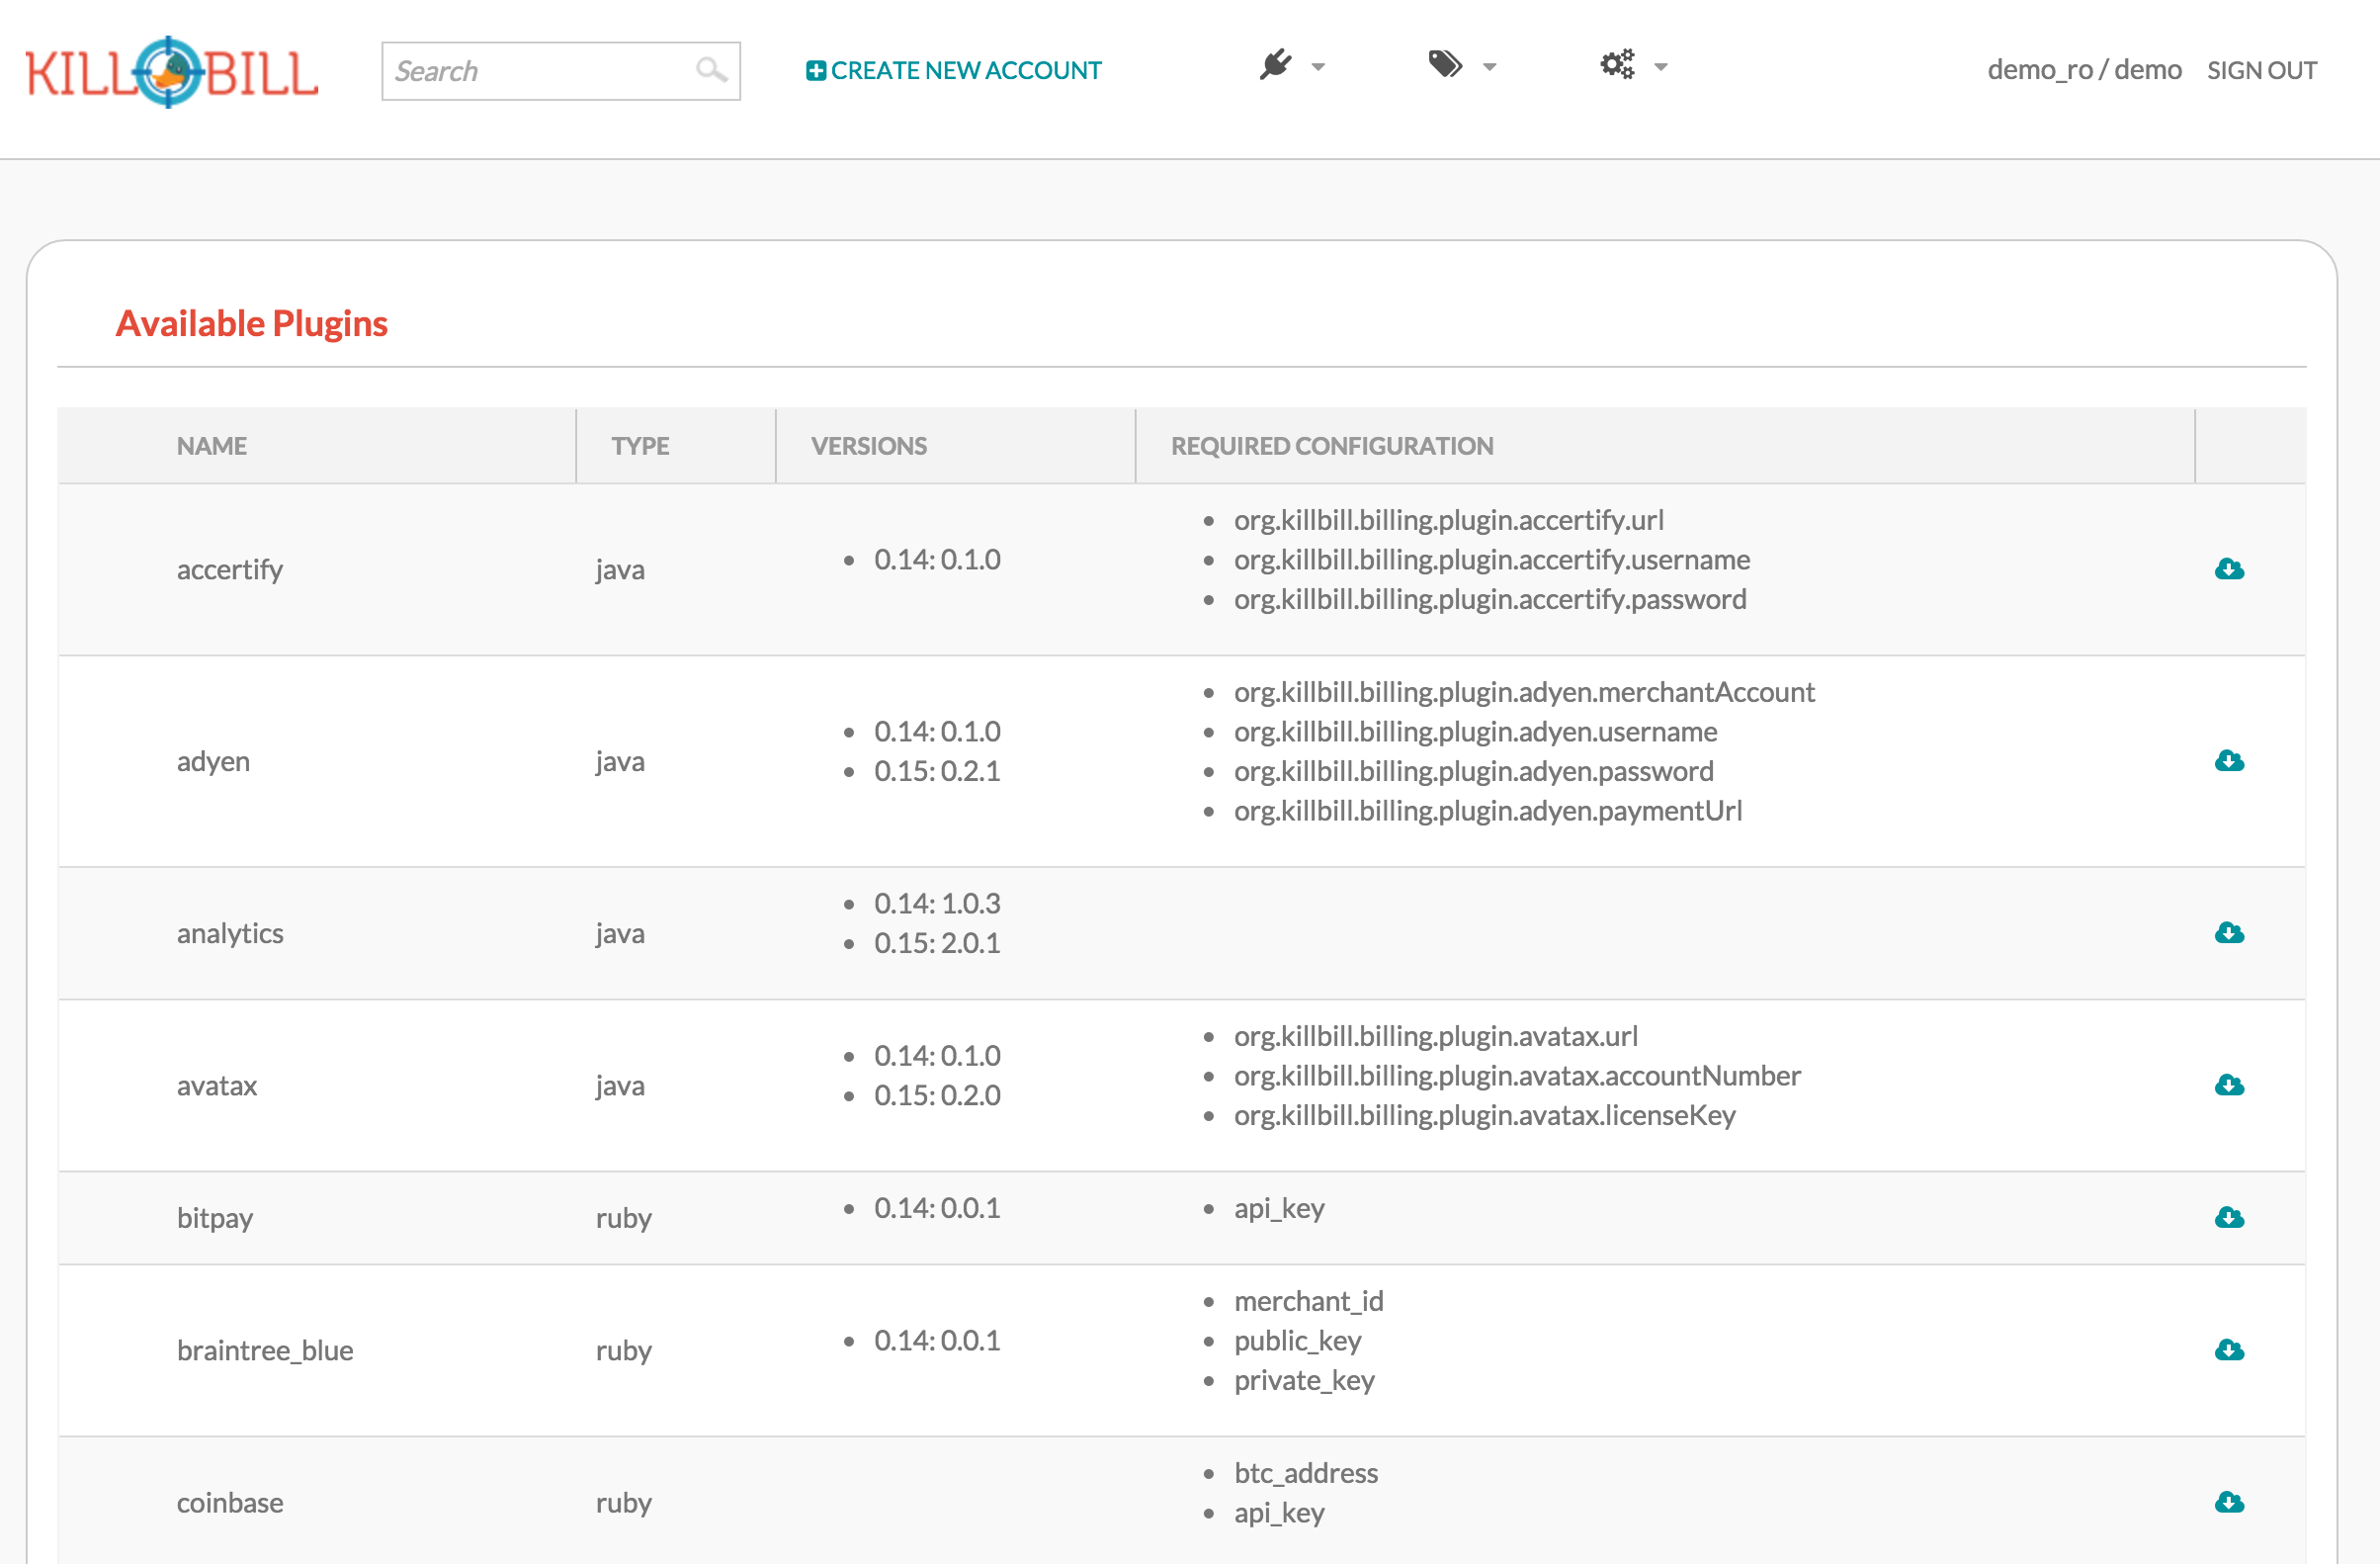 KILL BILL
Search
CREATE NEW ACCOUNT
demo_ro / demo
SIGN OUT
Available Plugins
NAME TYPE VERSIONS REQUIRED CONFIGURATION
accertify java
0.14: 0.1.0
org.killbill.billing.plugin.accertify.url
org.killbill.billing.plugin.accertify.username
org.killbill.billing.plugin.accertify.password
adyen java
0.14: 0.1.0
0.15: 0.2.1
org.killbill.billing.plugin.adyen.merchantAccount
org.killbill.billing.plugin.adyen.username
org.killbill.billing.plugin.adyen.password
org.killbill.billing.plugin.adyen.paymentUrl
analytics java
0.14: 1.0.3
0.15: 2.0.1
avatax java
0.14: 0.1.0
0.15: 0.2.0
org.killbill.billing.plugin.avatax.url
org.killbill.billing.plugin.avatax.accountNumber
org.killbill.billing.plugin.avatax.licenseKey
bitpay ruby
0.14: 0.0.1
api_key
braintree_blue ruby
0.14: 0.0.1
merchant_id
public_key
private_key
coinbase ruby
btc_address
api_key